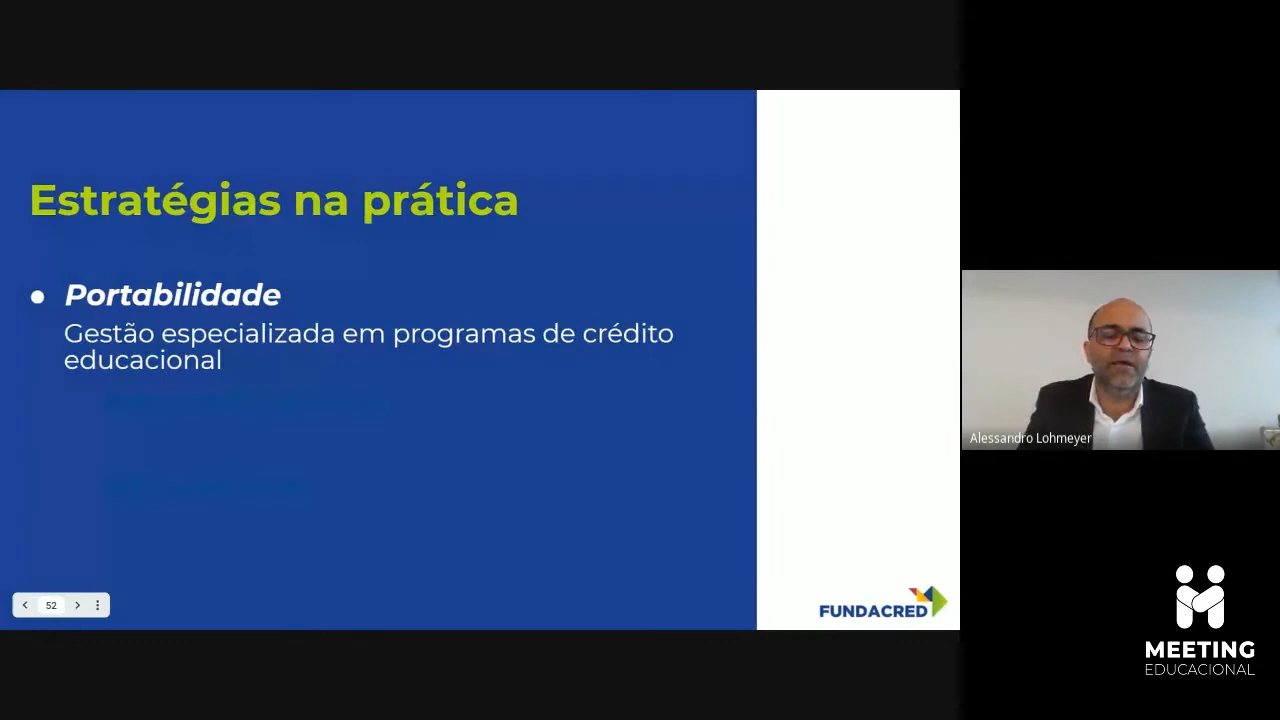 Estratégias na prática
● Portabilidade
Gestão especializada em programas de crédito
educacional
52
FUNDACRED
Alessandro Lohmeyer
MEETING
EDUCACIONAL